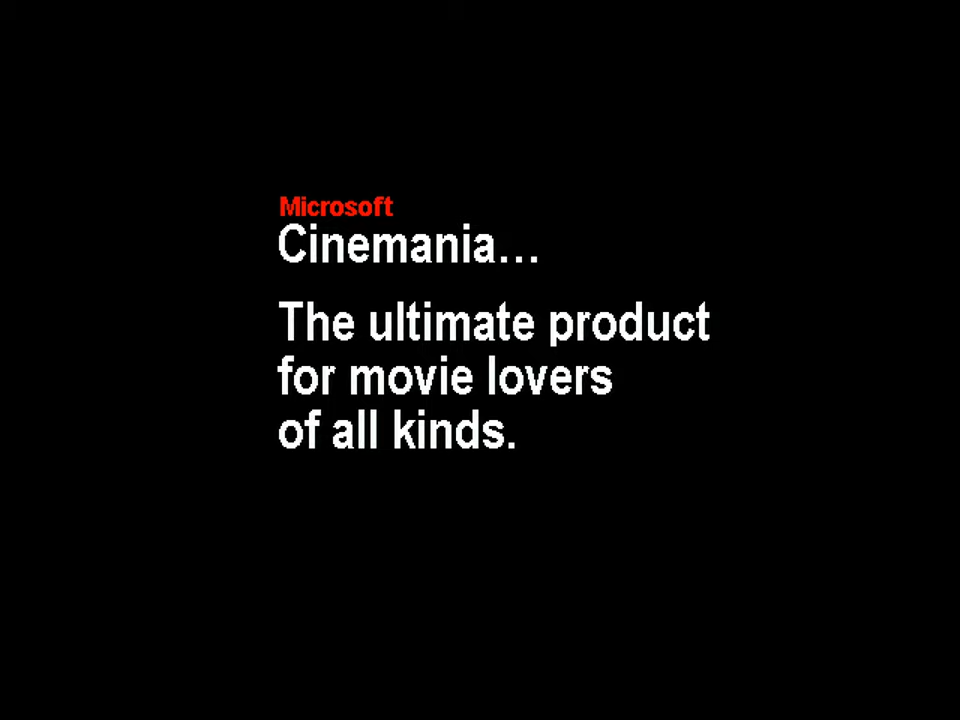 Microsoft
Cinemania…
The ultimate product
for movie lovers
of all kinds.